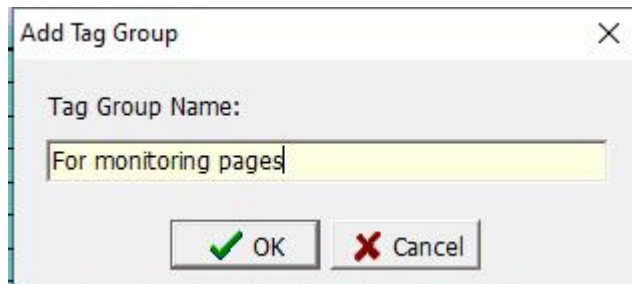 Add Tag Group
Tag Group Name:
For monitoring pages
OK
Cancel